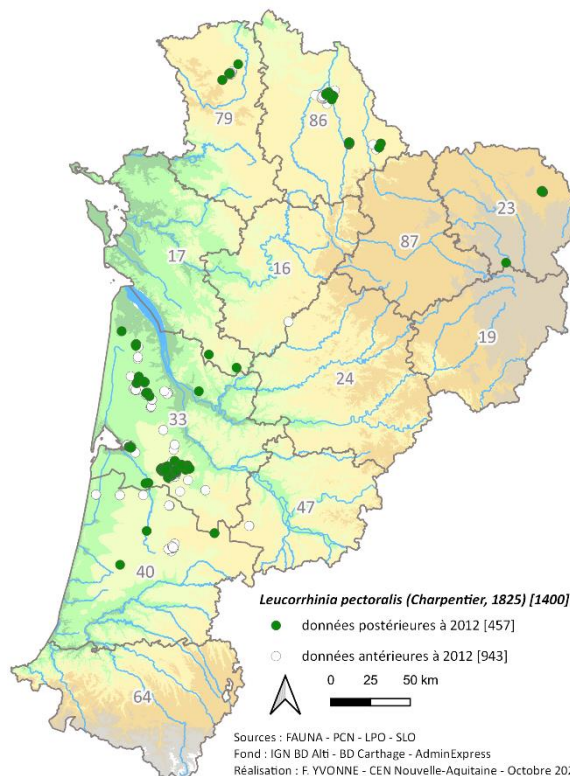 79
86
23
17
16
87
19
24
33
47
40
Leucorrhinia pectoralis (Charpentier, 1825) [1400]
données postérieures à 2012 [457]
données antérieures à 2012 [943]
0 25 50 km
64
Sources : FAUNA - PCN - LPO - SLO
Fond : IGN BD Alti - BD Carthage - AdminExpress
Réalisation : F. YVONNE - CEN Nouvelle-Aquitaine - Octobre